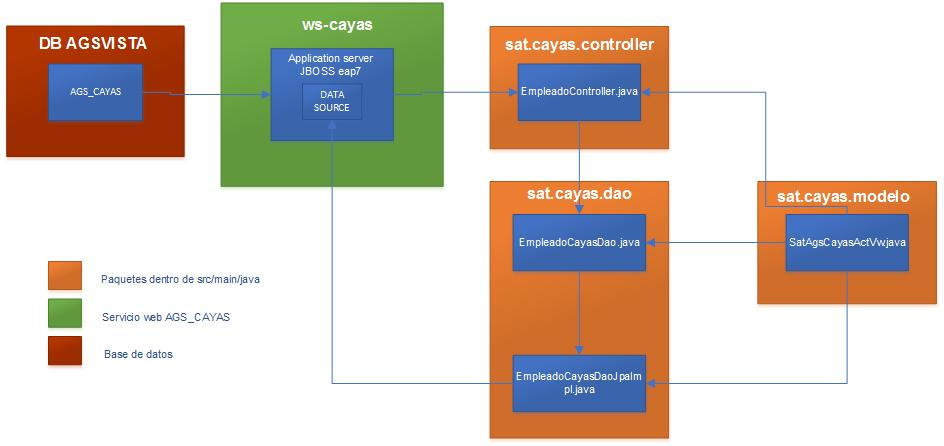 DB AGSVISTA
AGS_CAYAS
ws-cayas
Application server
JBOSS eap7
DATA
SOURCE
sat.cayas.controller
EmpleadoController.java
sat.cayas.dao
EmpleadoCayasDao.java
EmpleadoCayasDaoJpaIm
pl.java
sat.cayas.modelo
SatAgsCayasActVw.java
Paquetes dentro de src/main/java
Servicio web AGS_CAYAS
Base de datos